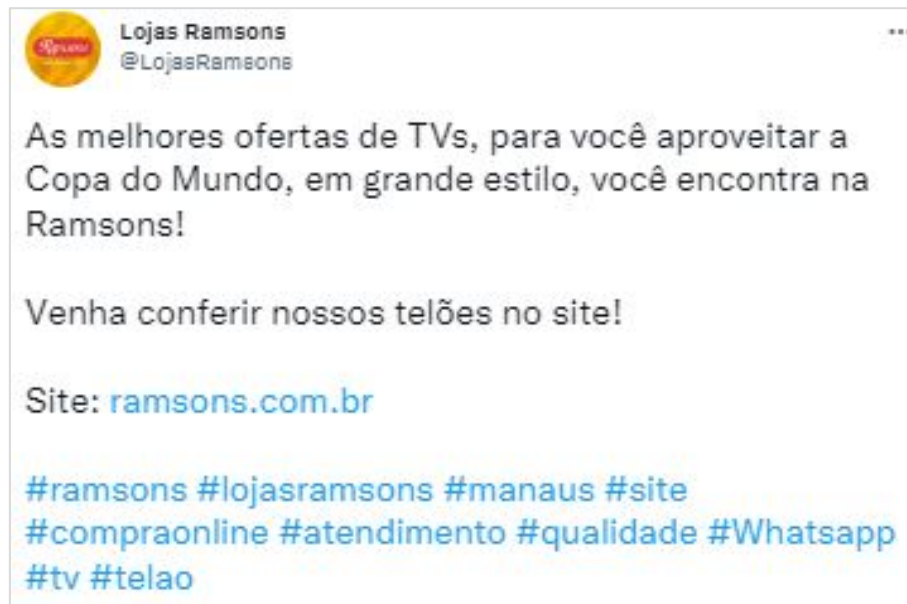 Lojas Ramsons
@LojasRamsons
As melhores ofertas de TVs, para você aproveitar a
Copa do Mundo, em grande estilo, você encontra na
Ramsons!
Venha conferir nossos telões no site!
Site: ramsons.com.br
#ramsons #lojasramsons #manaus #site
#compraonline #atendimento #qualidade #Whatsapp
#tv #telao